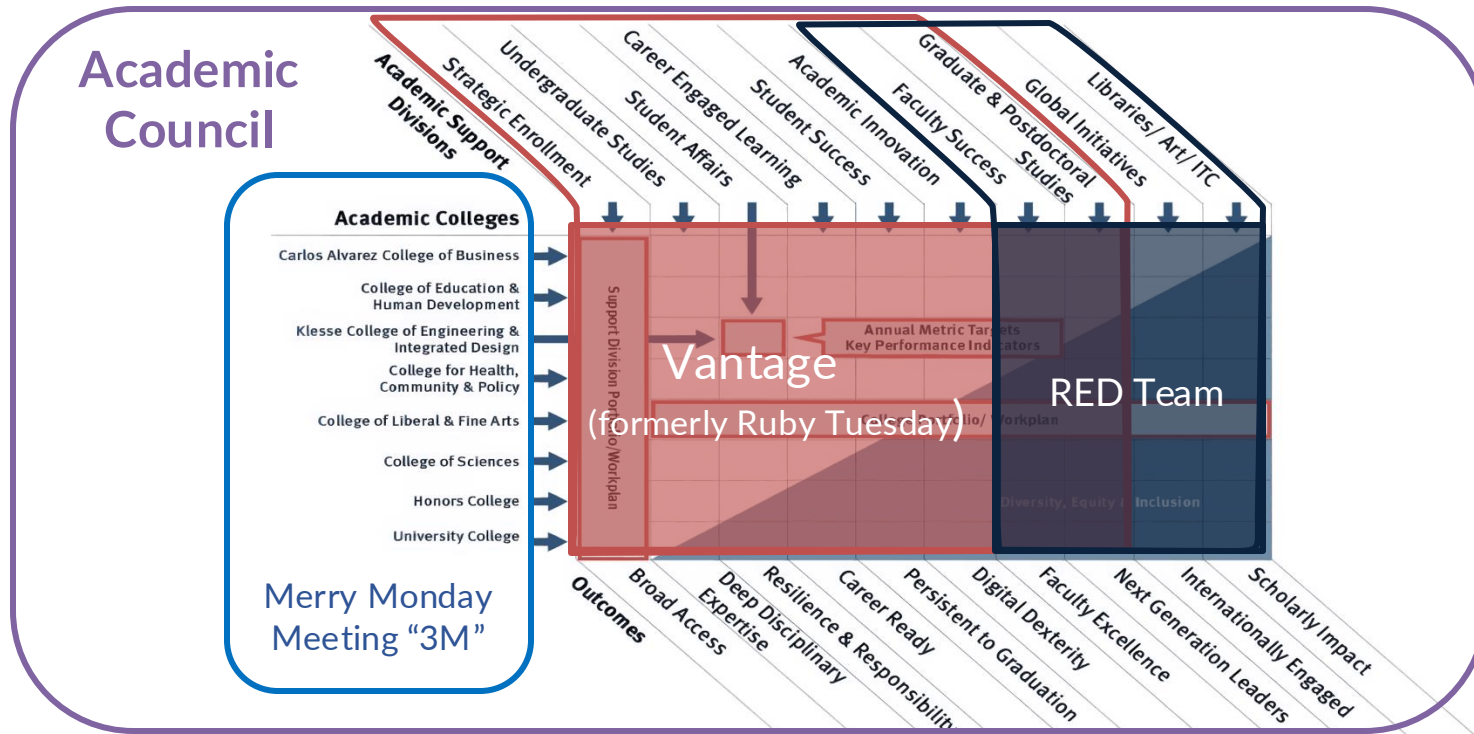 Academic
Council
Academic Support
Divisions
Strategic Enrollment
Undergraduate Studies
Student Affairs
Career Engaged Learning
Student Success
Academic Innovation
Faculty Success
Graduate & Postdoctoral
Studies
Global Initiatives
Libraries/ Art/ ITC
Academic Colleges
Carlos Alvarez College of Business
College of Education &
Human Development
Klesse College of Engineering &
Integrated Design
College for Health,
Community & Policy
College of Liberal & Fine Arts
College of Sciences
Honors College
University College
Merry Monday
Meeting “3M”
Support Division Portfolio/Workplan
Annual Metric Targets
Key Performance Indicators
Vantage
(formerly Ruby Tuesday)
College Portfolio/ Workplan
RED Team
Diversity, Equity & Inclusion
Outcomes
Broad Access
Deep Disciplinary
Expertise
Resilience & Responsibility
Career Ready
Persistent to Graduation
Digital Dexterity
Faculty Excellence
Next Generation Leaders
Internationally Engaged
Scholarly Impact